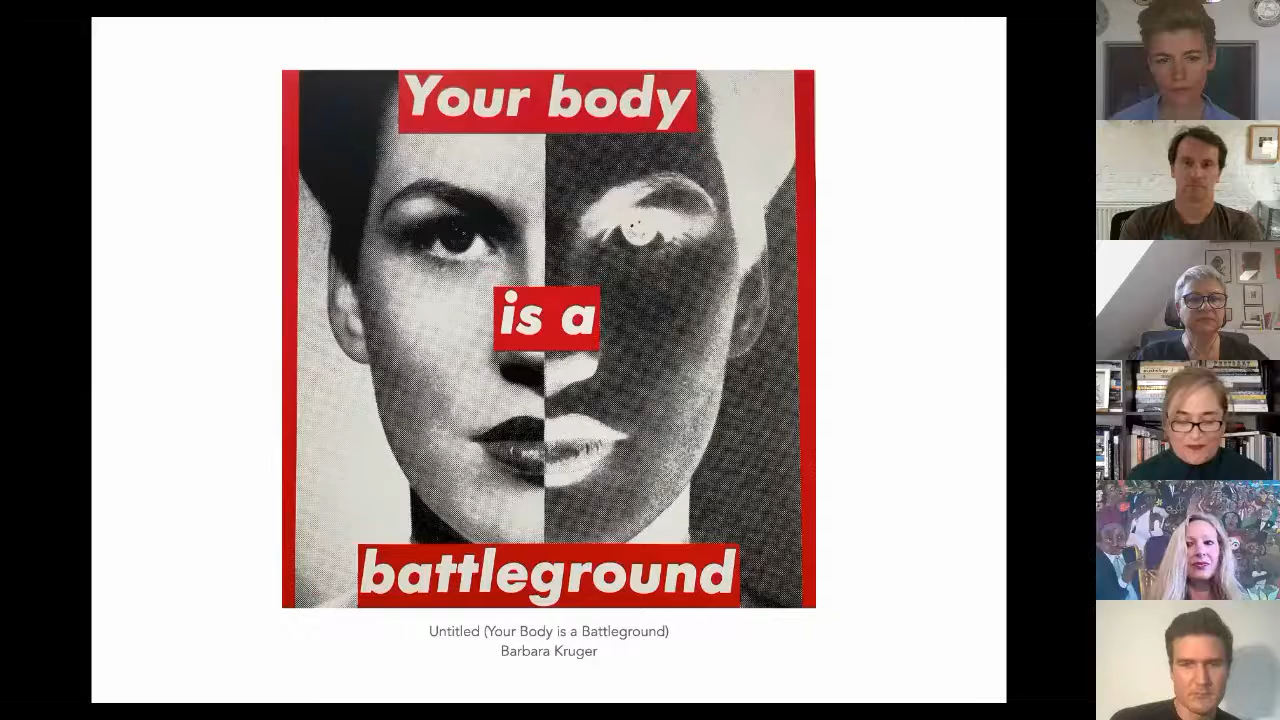 Your body
is a
battleground
Untitled (Your Body is a Battleground)
Barbara Kruger